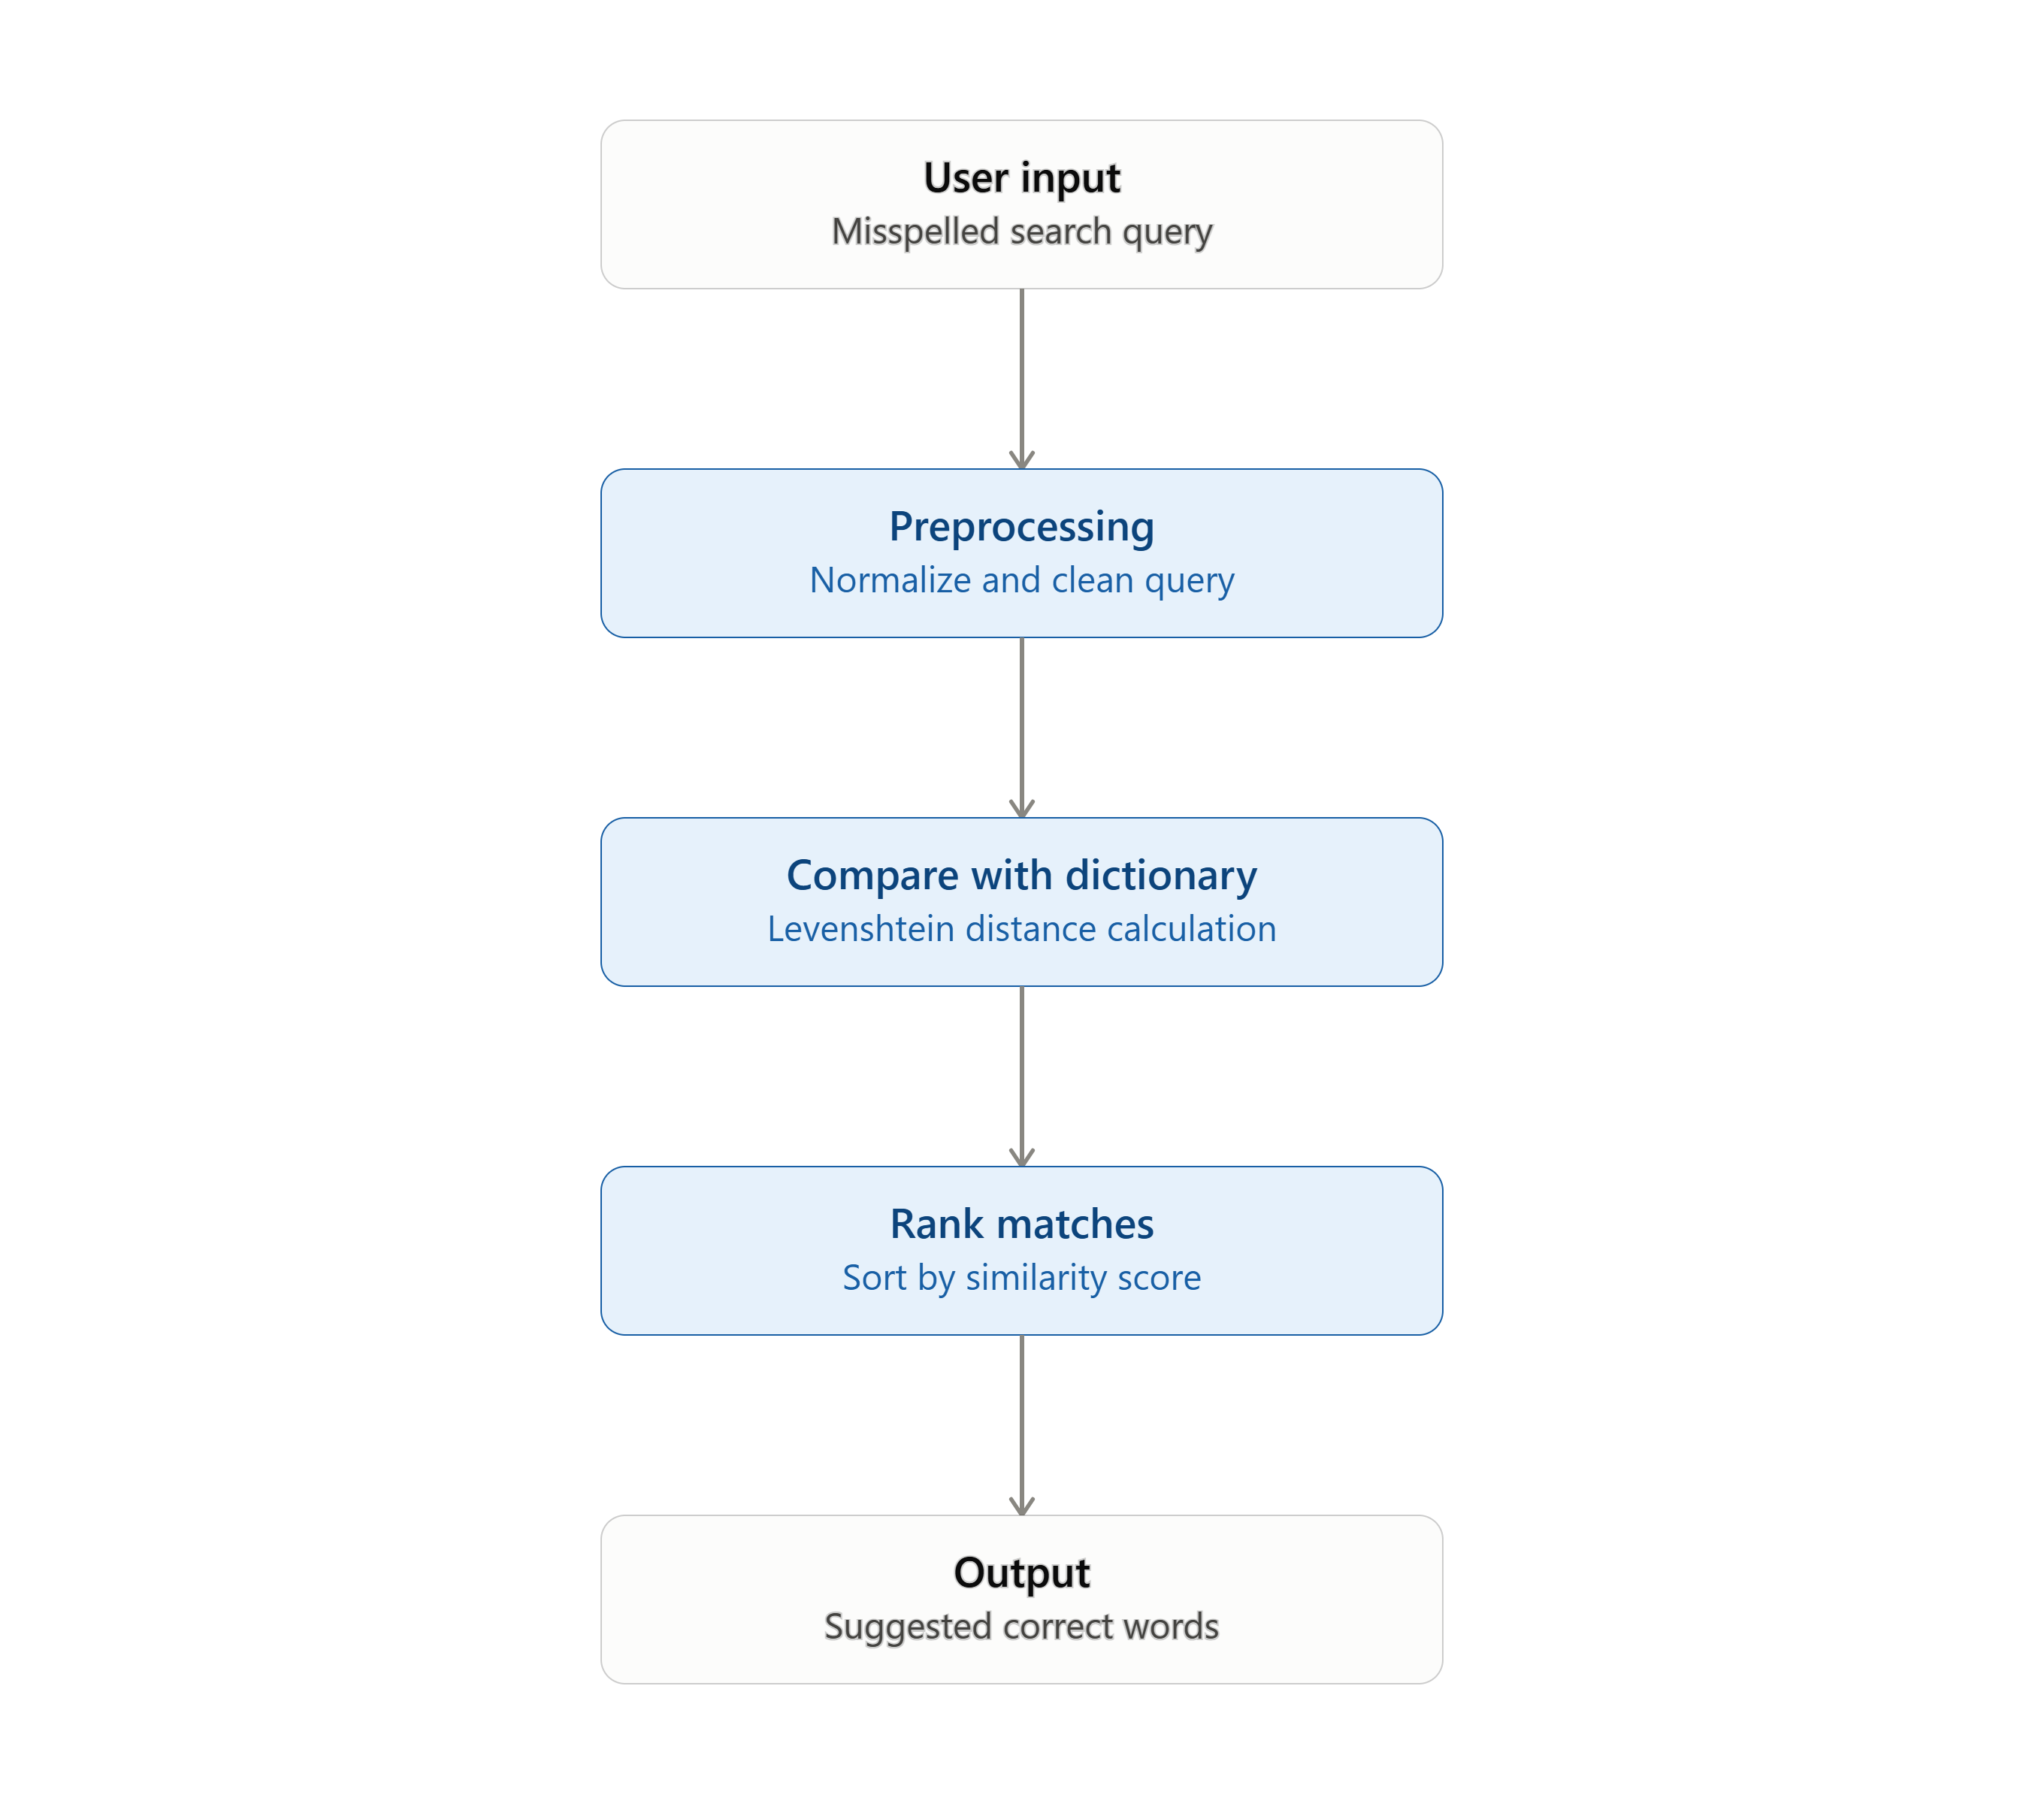 User input
Misspelled search query
Preprocessing
Normalize and clean query
Compare with dictionary
Levenshtein distance calculation
Rank matches
Sort by similarity score
Output
Suggested correct words